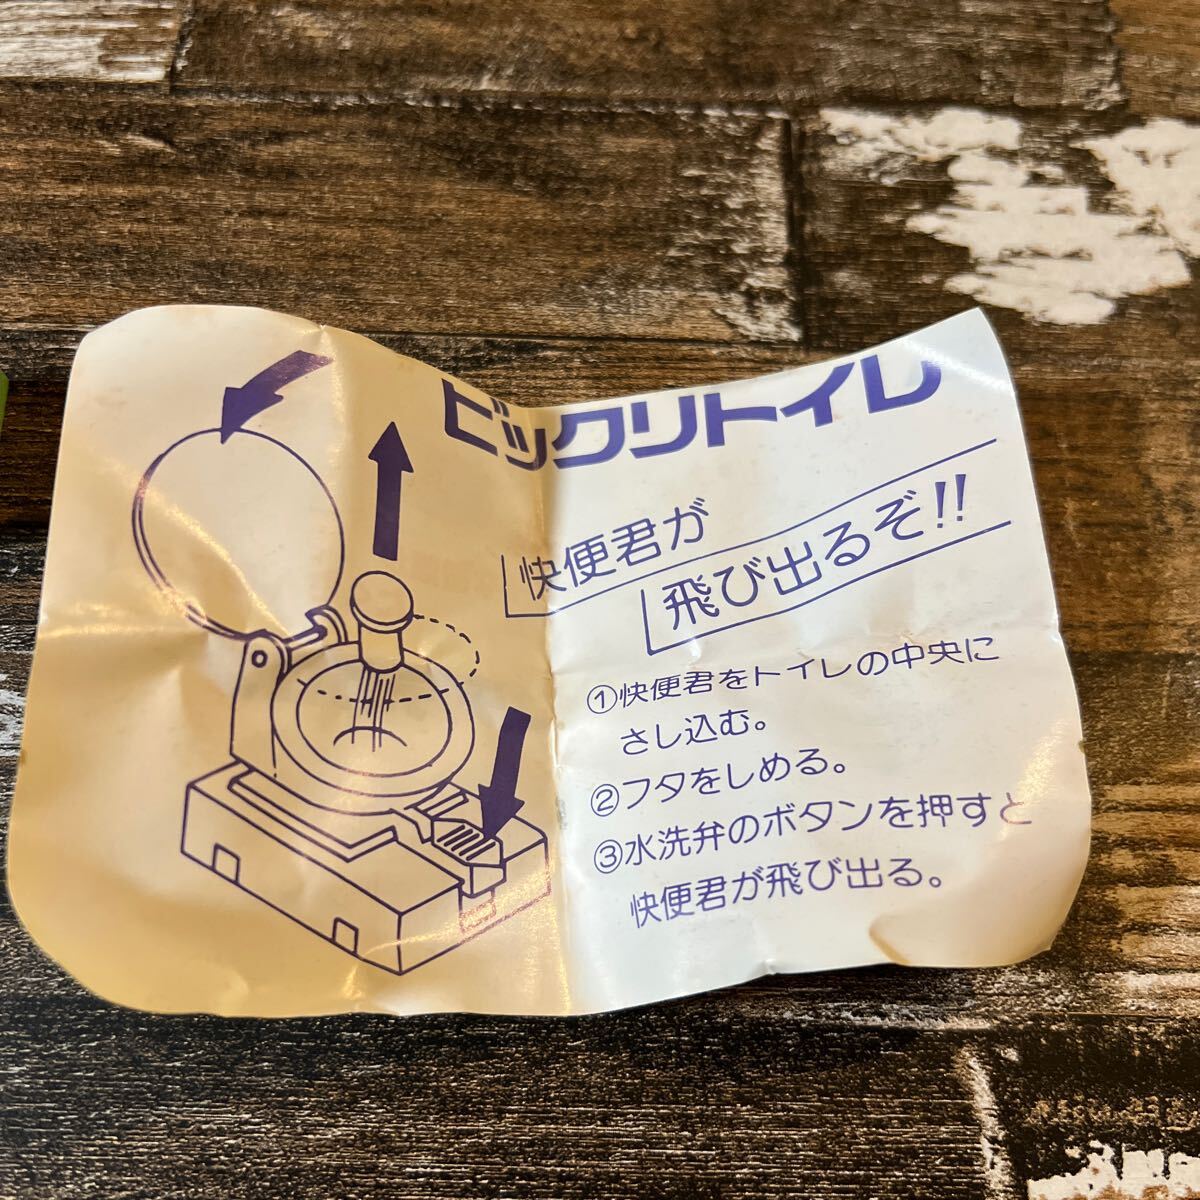 ビックリトイレ
快便君が
飛び出るぞ!!
①快便君をトイレの中央に
さし込む。
②フタをしめる。
③水洗弁のボタンを押すと
快便君が飛び出る。